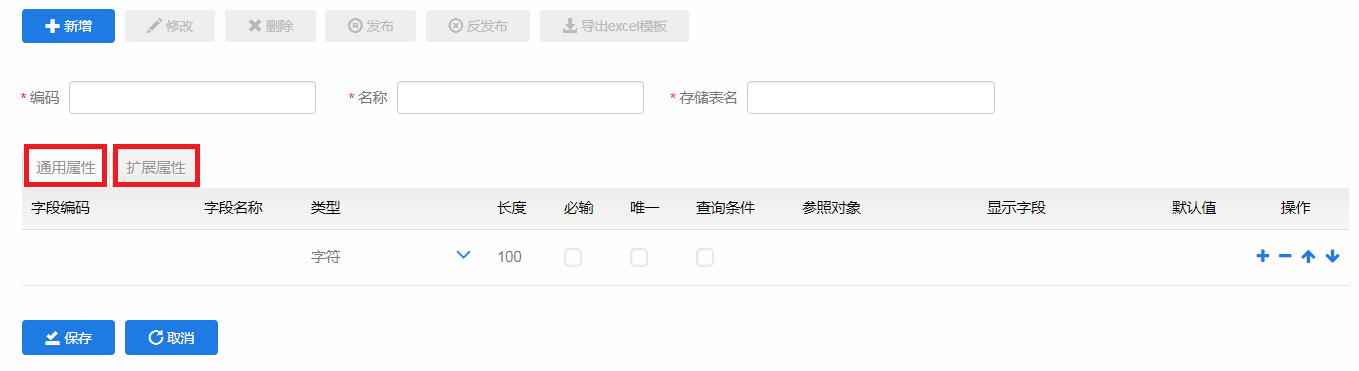 新增 修改 删除 发布 反发布 导出excel模板
* 编码 * 名称 * 存储表名
通用属性 扩展属性
字段编码 字段名称 类型 长度 必输 唯一 查询条件 参照对象 显示字段 默认值 操作
字符 100
保存 取消